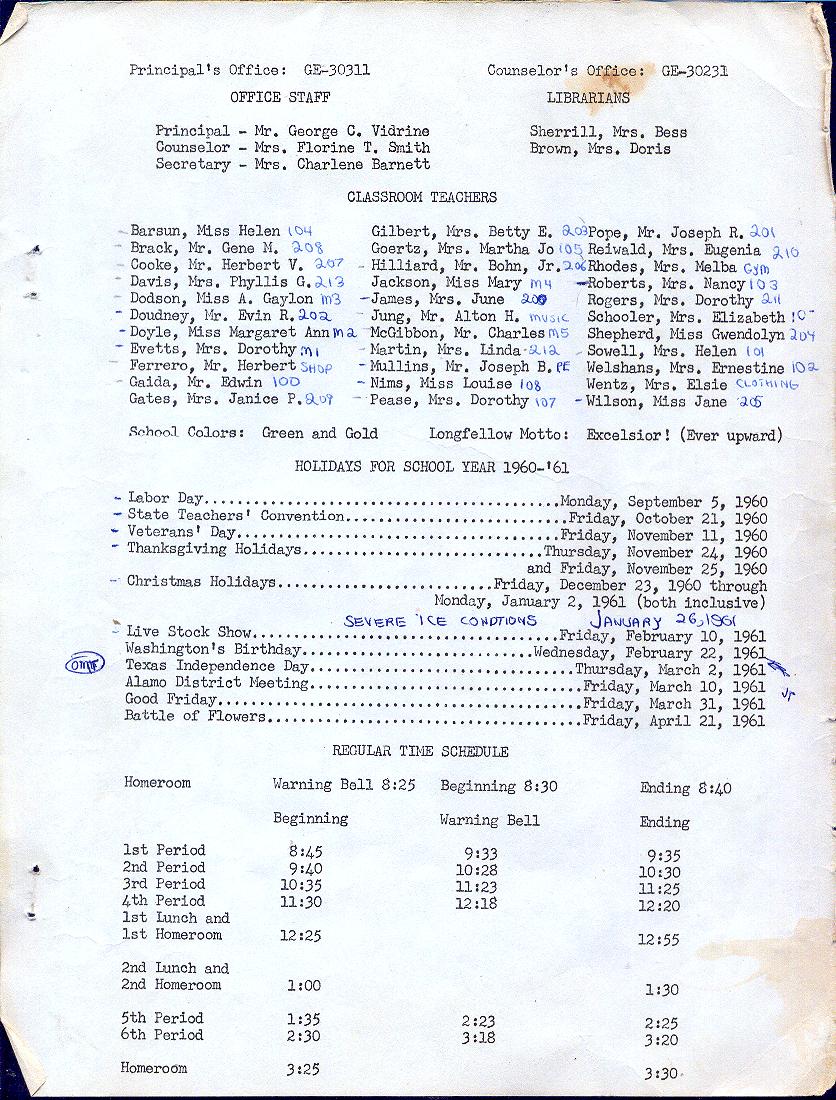 Principal's Office: GE-30311 Counselor's Office: GE-30231
OFFICE STAFF LIBRARIANS
Principal - Mr. George C. Vidrine Sherrill, Mrs. Bess
Counselor - Mrs. Florine T. Smith Brown, Mrs. Doris
Secretary - Mrs. Charlene Barnett
CLASSROOM TEACHERS
Barsun, Miss Helen 104 Gilbert, Mrs. Betty E. 203 Pope, Mr. Joseph R. 201
Brack, Mr. Gene M. 208 Goertz, Mrs. Martha Jo 105 Reiwald, Mrs. Eugenia 210
Cooke, Mr. Herbert V. 207 Hilliard, Mr. Bohn, Jr. 206 Rhodes, Mrs. Melba Gym
Davis, Mrs. Phyllis G. 213 Jackson, Miss Mary M4 Roberts, Mrs. Nancy 103
Dodson, Miss A. Gaylon M3 James, Mrs. June 200 Rogers, Mrs. Dorothy 211
Doudney, Mr. Evin R. 202 Jung, Mr. Alton H. MUSIC Schooler, Mrs. Elizabeth
Doyle, Miss Margaret Ann M2 McGibbon, Mr. Charles M5 Shepherd, Miss Gwendolyn 204
Evetts, Mrs. Dorothy M1 Martin, Mrs. Linda 212 Sowell, Mrs. Helen 101
Ferrero, Mr. Herbert SHOP Mullins, Mr. Joseph B. PE Welshans, Mrs. Ernestine 102
Gaida, Mr. Edwin 100 Nims, Miss Louise 108 Wentz, Mrs. Elsie CLOTHING
Gates, Mrs. Janice P. 209 Pease, Mrs. Dorothy 107 Wilson, Miss Jane 205
School Colors: Green and Gold Longfellow Motto: Excelsior! (Ever upward)
HOLIDAYS FOR SCHOOL YEAR 1960-'61
Labor Day........Monday, September 5, 1960
State Teachers' Convention........Friday, October 21, 1960
Veterans' Day........Friday, November 11, 1960
Thanksgiving Holidays........Thursday, November 24, 1960
and Friday, November 25, 1960
Christmas Holidays........Friday, December 23, 1960 through
Monday, January 2, 1961 (both inclusive)
SEVERE ICE CONDTIONS JANUARY 26, 1961
Live Stock Show........Friday, February 10, 1961
Washington's Birthday........Wednesday, February 22, 1961
OMIT Texas Independence Day........Thursday, March 2, 1961
Alamo District Meeting........Friday, March 10, 1961
Good Friday........Friday, March 31, 1961
Battle of Flowers........Friday, April 21, 1961
REGULAR TIME SCHEDULE
Homeroom Warning Bell 8:25 Beginning 8:30 Ending 8:40
Beginning Warning Bell Ending
1st Period 8:45 9:33 9:35
2nd Period 9:40 10:28 10:30
3rd Period 10:35 11:23 11:25
4th Period 11:30 12:18 12:20
1st Lunch and
1st Homeroom 12:25 12:55
2nd Lunch and
2nd Homeroom 1:00 1:30
5th Period 1:35 2:23 2:25
6th Period 2:30 3:18 3:20
Homeroom 3:25 3:30